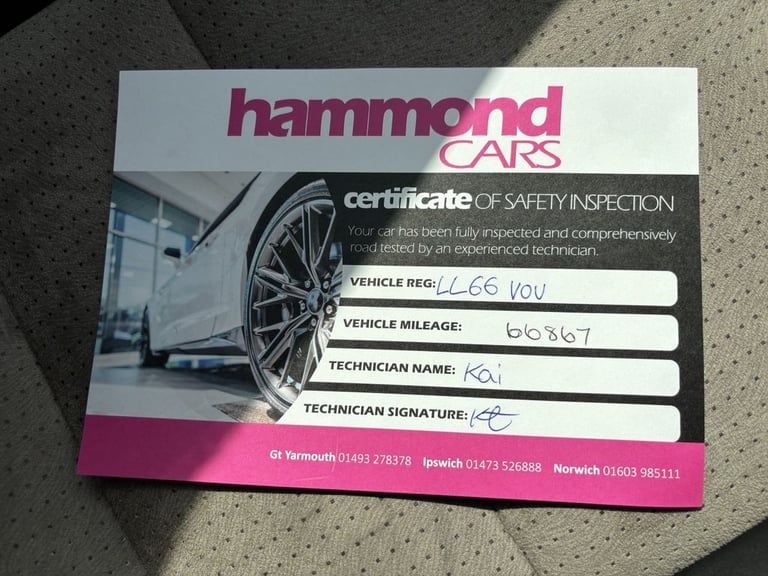 hammond
CARS
certificate OF SAFETY INSPECTION
Your car has been fully inspected and comprehensively
road tested by an experienced technician.
VEHICLE REG: LL66 VOU
VEHICLE MILEAGE: 66867
TECHNICIAN NAME: Kai
TECHNICIAN SIGNATURE:
Gt Yarmouth 01493 278378 Ipswich 01473 526888 Norwich 01603 985111